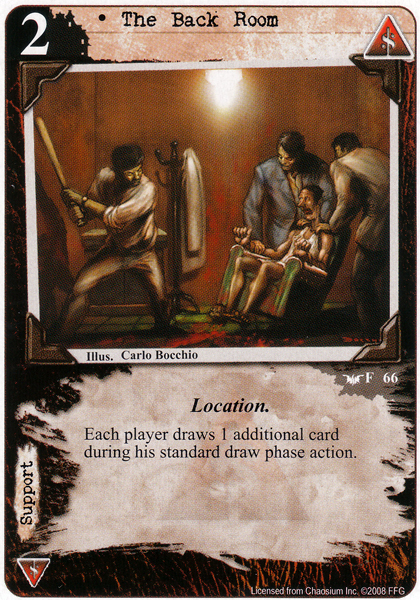 2
• The Back Room
Illus. Carlo Bocchio
F 66
Location.
Each player draws 1 additional card
during his standard draw phase action.
Support
Licensed from Chaosium Inc. ©2008 FFG